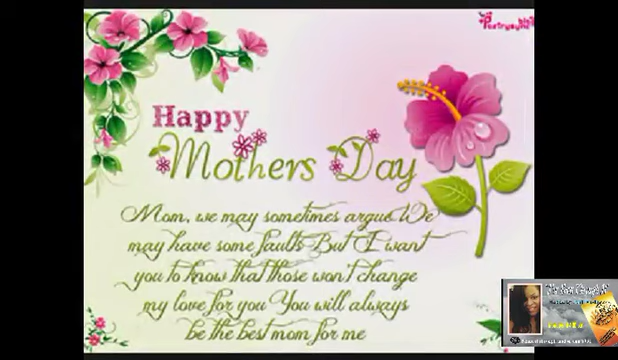 Happy
Mothers Day
Mom, we may sometimes argue We
may have some faults But I want
you to know that those won't change
my love for you You will always
be the best mom for me